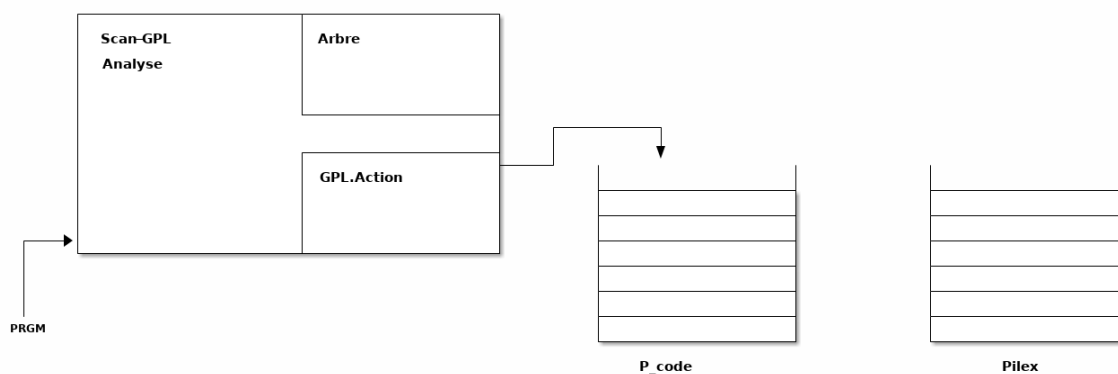 Scan-GPL
Analyse
Arbre
GPL.Action
PRGM
P_code
Pilex